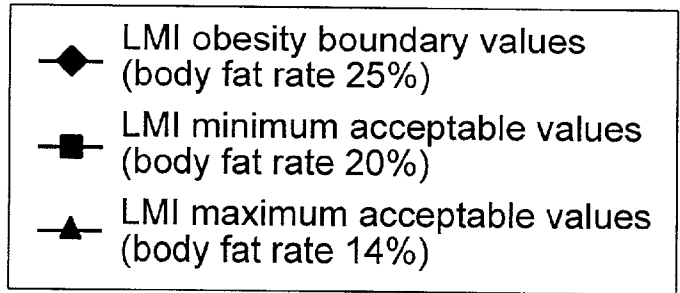 LMI obesity boundary values
(body fat rate 25%)
LMI minimum acceptable values
(body fat rate 20%)
LMI maximum acceptable values
(body fat rate 14%)